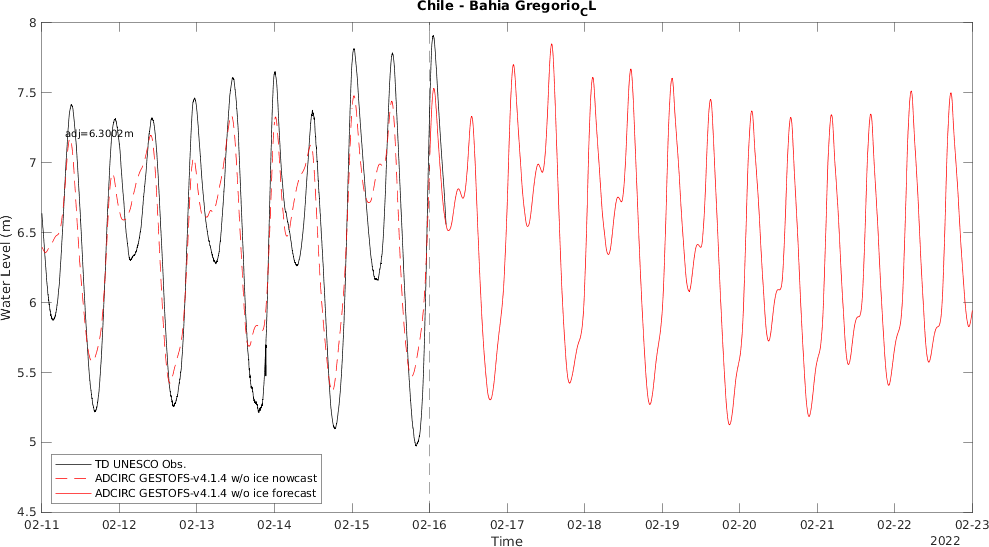 Chile - Bahia Gregorio_CL
8
7.5
7
6.5
6
5.5
5
4.5
Water Level (m)
adj=6.3002m
TD UNESCO Obs.
ADCIRC GESTOFS-v4.1.4 w/o ice nowcast
ADCIRC GESTOFS-v4.1.4 w/o ice forecast
02-11 02-12 02-13 02-14 02-15 02-16 02-17 02-18 02-19 02-20 02-21 02-22 02-23
Time
2022